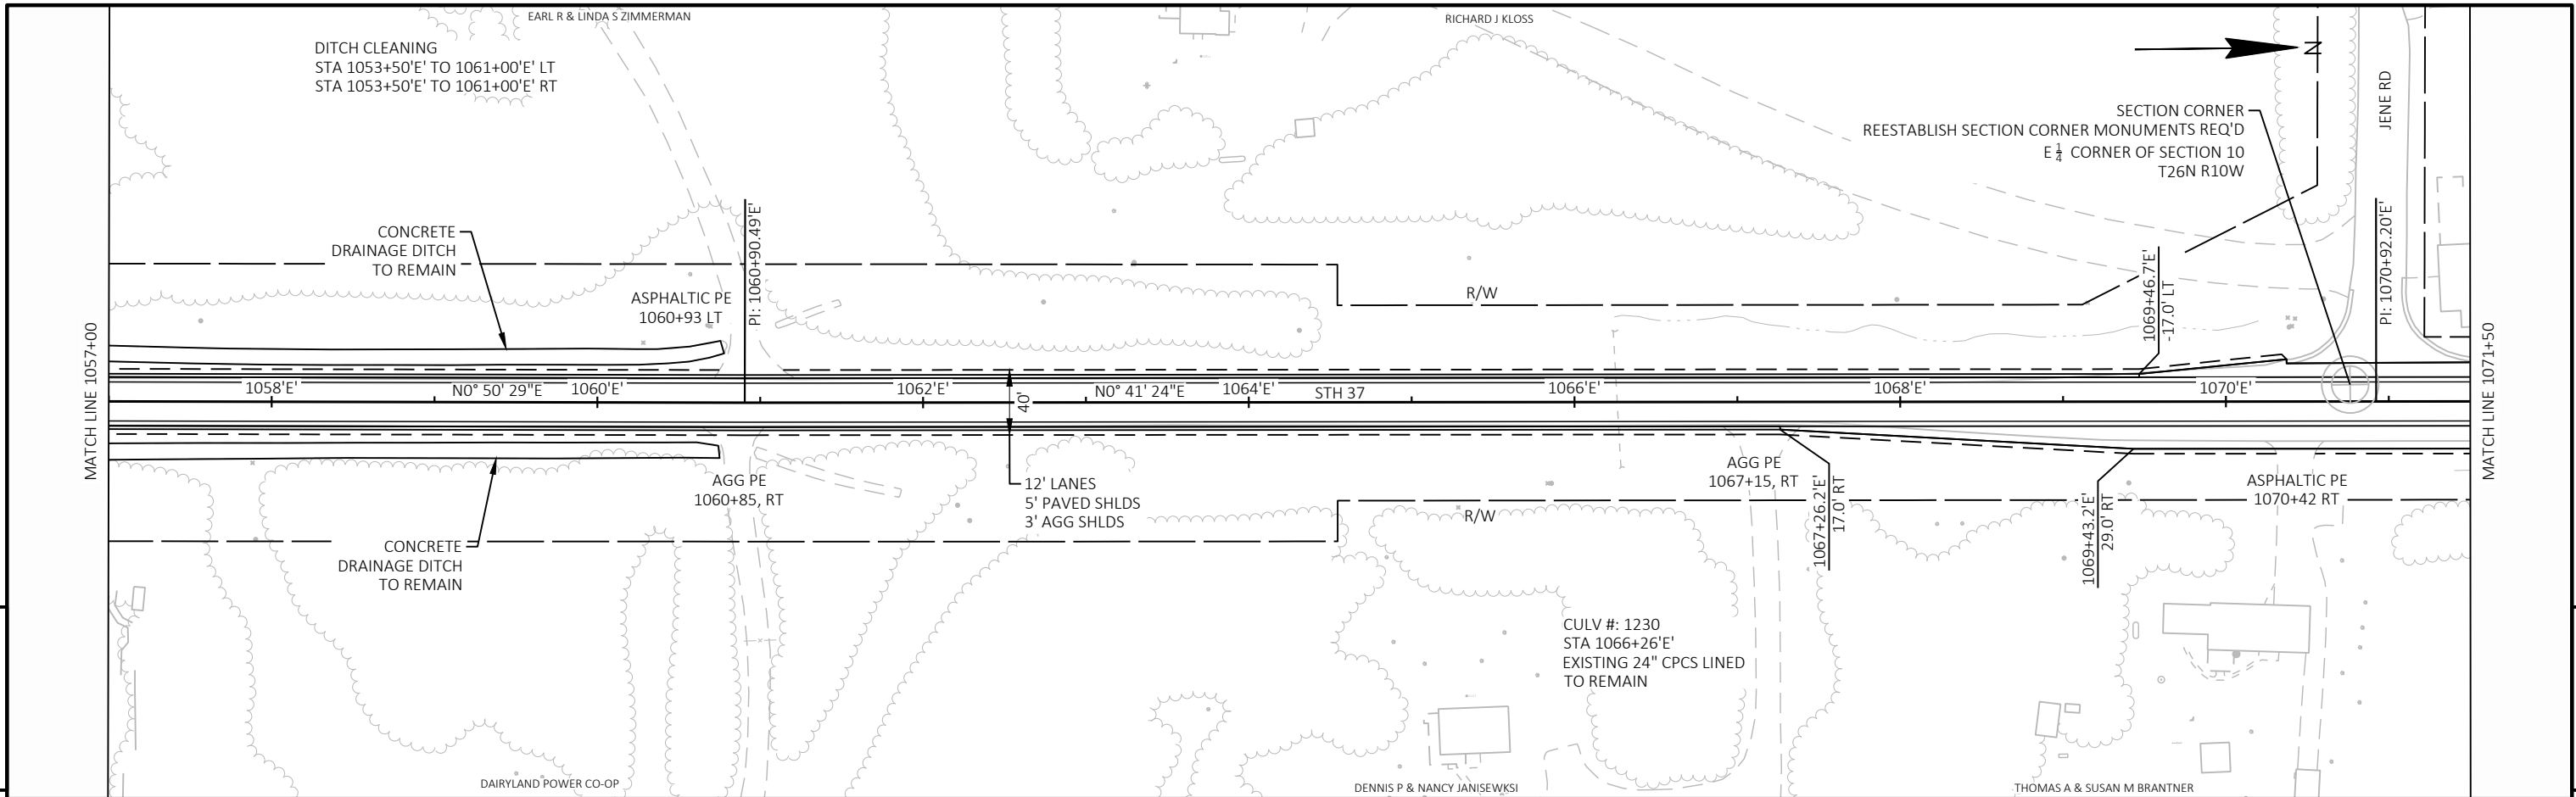 EARL R & LINDA S ZIMMERMAN
RICHARD J KLOSS
DITCH CLEANING
STA 1053+50'E' TO 1061+00'E' LT
STA 1053+50'E' TO 1061+00'E' RT
N
JENE RD
SECTION CORNER
REESTABLISH SECTION CORNER MONUMENTS REQ'D
E 1/4 CORNER OF SECTION 10
T26N R10W
CONCRETE
DRAINAGE DITCH
TO REMAIN
ASPHALTIC PE
1060+93 LT
PI: 1060+90.49'E'
R/W
1069+46.7'E'
-17.0' LT
PI: 1070+92.20'E'
MATCH LINE 1057+00
1058'E'
N0° 50' 29"E
1060'E'
1062'E'
40'
N0° 41' 24"E
1064'E'
STH 37
1066'E'
1068'E'
1070'E'
MATCH LINE 1071+50
AGG PE
1060+85, RT
12' LANES
5' PAVED SHLDS
3' AGG SHLDS
R/W
AGG PE
1067+15, RT
1067+26.2'E'
17.0' RT
1069+43.2'E'
29.0' RT
ASPHALTIC PE
1070+42 RT
CONCRETE
DRAINAGE DITCH
TO REMAIN
CULV #: 1230
STA 1066+26'E'
EXISTING 24" CPCS LINED
TO REMAIN
DAIRYLAND POWER CO-OP
DENNIS P & NANCY JANISEWKSI
THOMAS A & SUSAN M BRANTNER